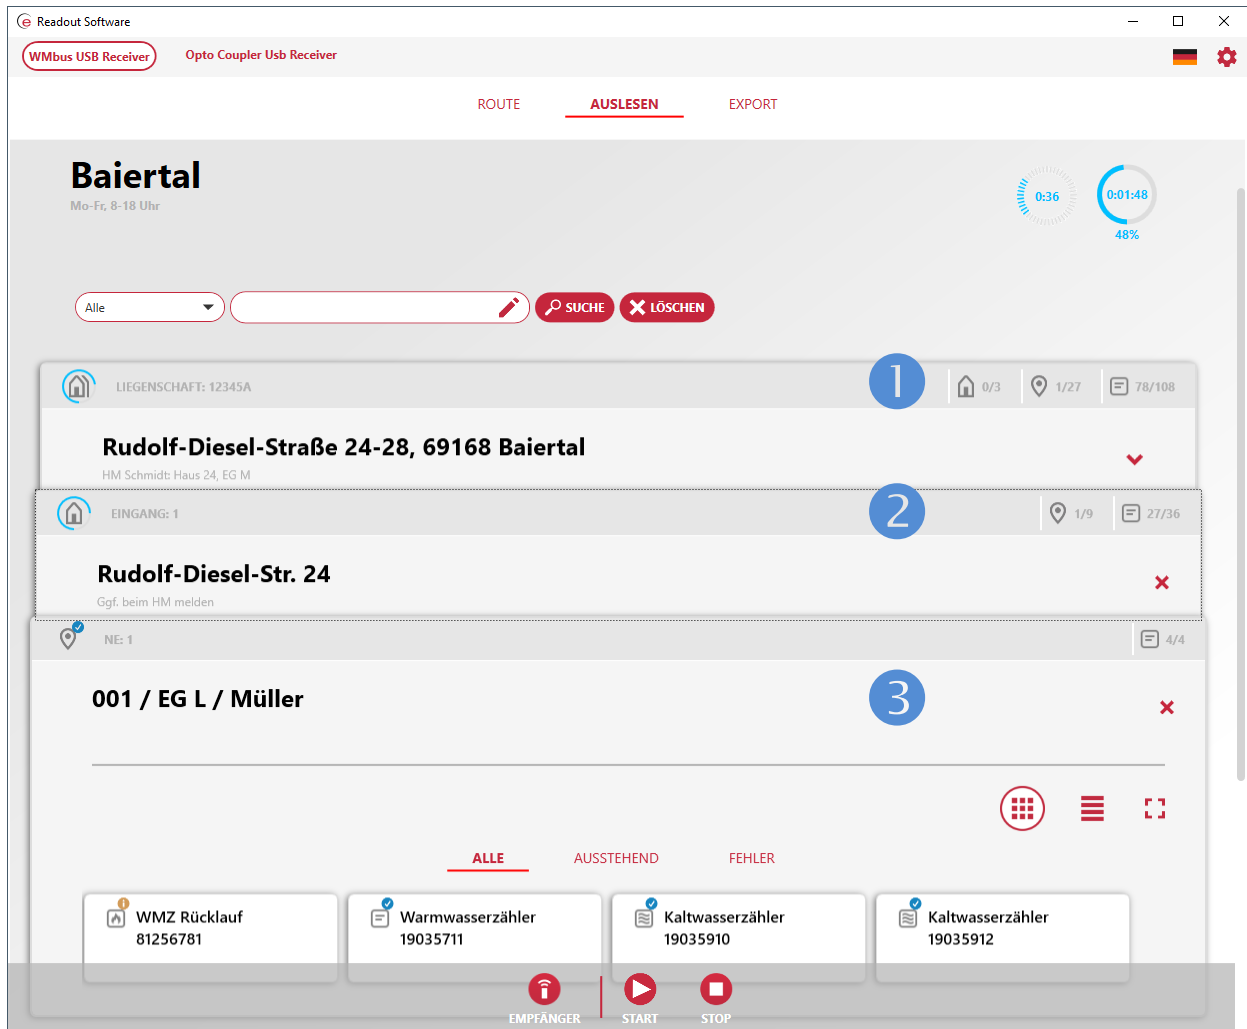 Readout Software
WMbus USB Receiver
Opto Coupler Usb Receiver
ROUTE
AUSLESEN
EXPORT
Baiertal
Mo-Fr, 8-18 Uhr
0:36
0:01:48
48%
Alle
SUCHE
LÖSCHEN
LIEGENSCHAFT: 12345A
1
0/3
1/27
78/108
Rudolf-Diesel-Straße 24-28, 69168 Baiertal
HM Schmidt: Haus 24, EG M
EINGANG: 1
2
1/9
27/36
Rudolf-Diesel-Str. 24
Ggf. beim HM melden
NE: 1
4/4
001 / EG L / Müller
3
ALLE
AUSSTEHEND
FEHLER
WMZ Rücklauf
81256781
Warmwasserzähler
19035711
Kaltwasserzähler
19035910
Kaltwasserzähler
19035912
EMPFÄNGER
START
STOP